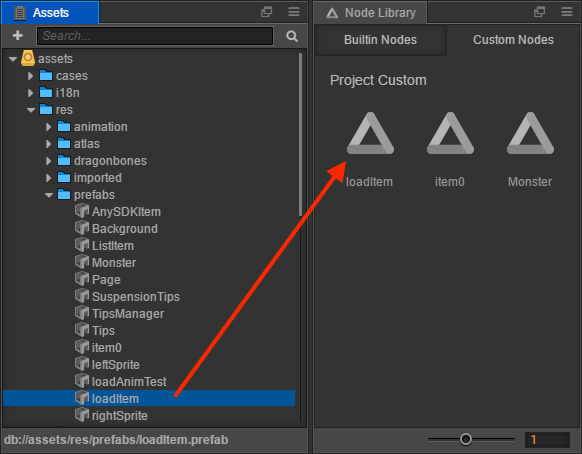 Assets
Search...
assets
cases
i18n
res
animation
atlas
dragonbones
imported
prefabs
AnySDKItem
Background
ListItem
Monster
Page
SuspensionTips
TipsManager
Tips
item0
leftSprite
loadAnimTest
loadItem
rightSprite
db://assets/res/prefabs/loadItem.prefab
Node Library
Builtin Nodes Custom Nodes
Project Custom
loadItem item0 Monster
1